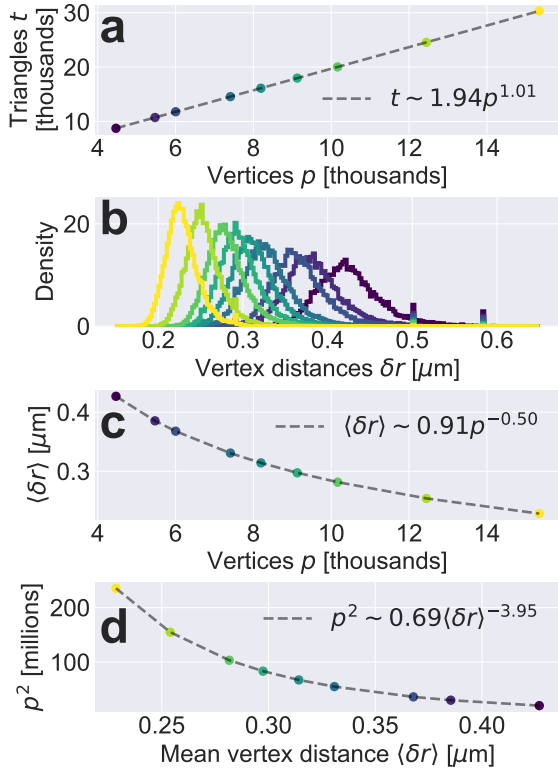 a
Triangles t
[thousands]
30
20
10
t ~ 1.94p^1.01
4 6 8 10 12 14
Vertices p [thousands]
b
Density
20
0
0.2 0.3 0.4 0.5 0.6
Vertex distances δr [μm]
c
⟨δr⟩ [μm]
0.4
0.3
⟨δr⟩ ~ 0.91p^−0.50
4 6 8 10 12 14
Vertices p [thousands]
d
p² [millions]
200
100
p² ~ 0.69⟨δr⟩^−3.95
0.25 0.30 0.35 0.40
Mean vertex distance ⟨δr⟩ [μm]